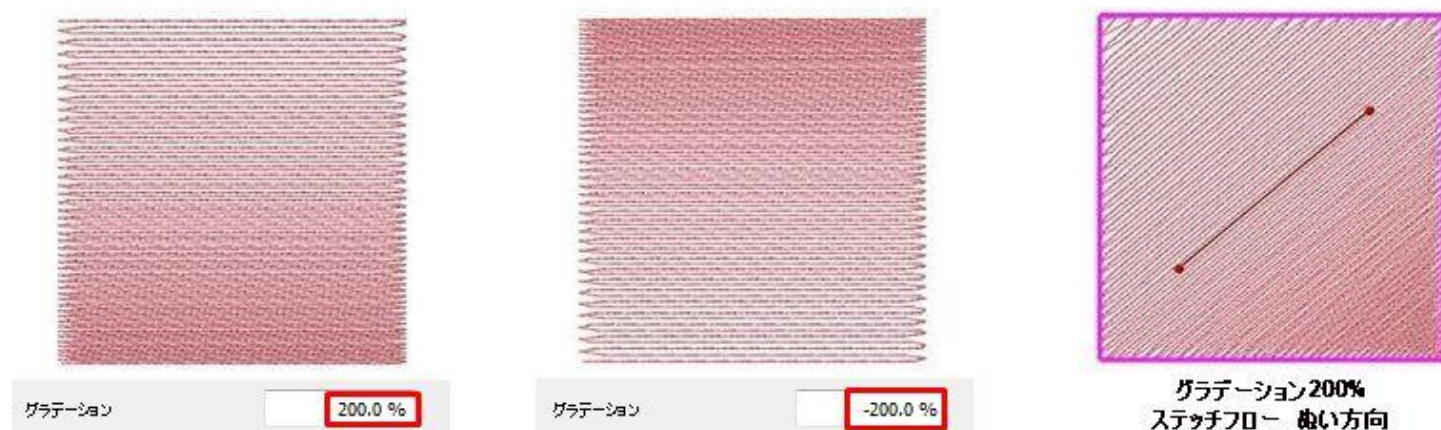 グラデーション 200.0 %
グラデーション -200.0 %
グラデーション200%
ステッチフロー ぬい方向